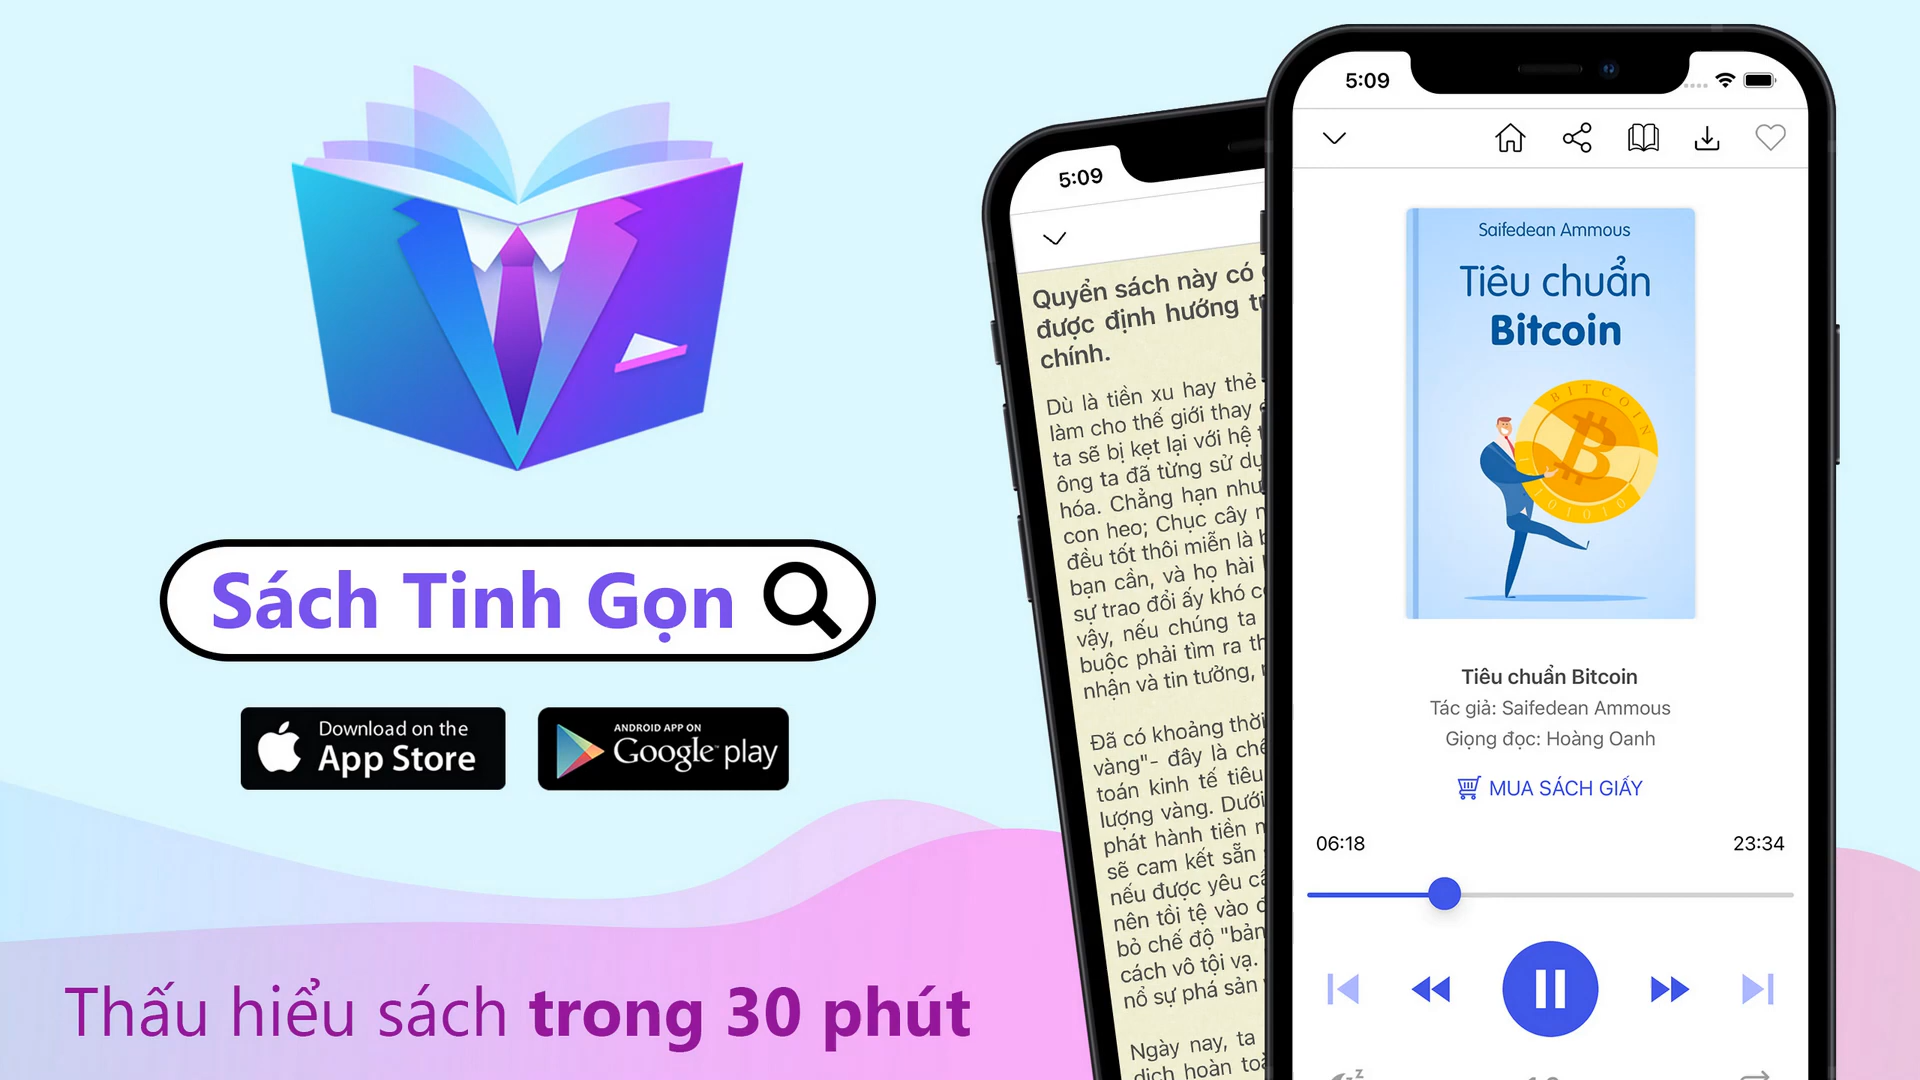 Sách Tinh Gọn
Download on the
App Store
ANDROID APP ON
Google play
Thấu hiểu sách trong 30 phút
5:09
Quyển sách này có
được định hướng
chính.
Dù là tiền xu hay thẻ
làm cho thế giới thay
ta sẽ bị kẹt lại với hệ
ông ta đã từng sử
hóa. Chẳng hạn như
con heo; Chục cây
đều tốt thôi miễn là
bạn cần, và họ hài
sự trao đổi ấy khó
vậy, nếu chúng ta
buộc phải tìm ra
nhận và tin tưởng,
Đã có khoảng thời
vàng"- đây là
toán kinh tế tiêu
lượng vàng. Dưới
phát hành tiền
sẽ cam kết sẵn
nếu được yêu
nên tồi tệ vào
bỏ chế độ "bản
cách vô tội vạ.
nổ sự phá sản
Ngày nay, ta
dịch hoàn
5:09
Saifedean Ammous
Tiêu chuẩn
Bitcoin
BITCOIN
101010
Tiêu chuẩn Bitcoin
Tác giả: Saifedean Ammous
Giọng đọc: Hoàng Oanh
MUA SÁCH GIẤY
06:18
23:34